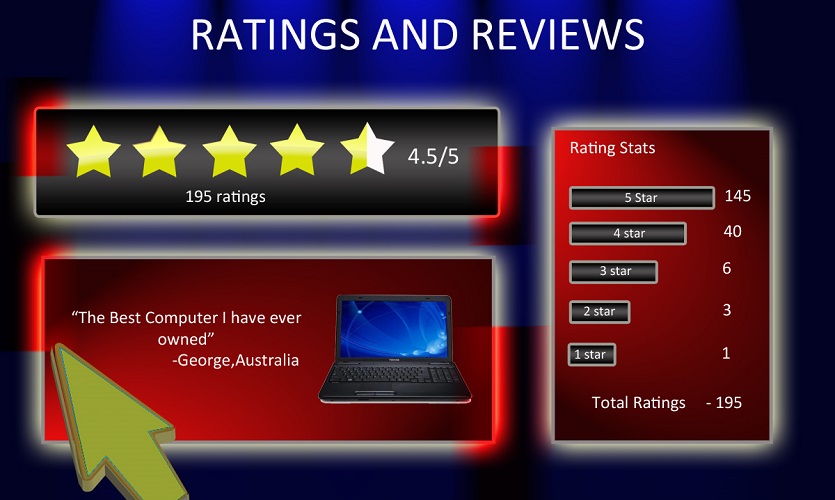 RATINGS AND REVIEWS
4.5/5
195 ratings
“The Best Computer I have ever
owned”
-George,Australia
Rating Stats
5 Star 145
4 star 40
3 star 6
2 star 3
1 star 1
Total Ratings - 195